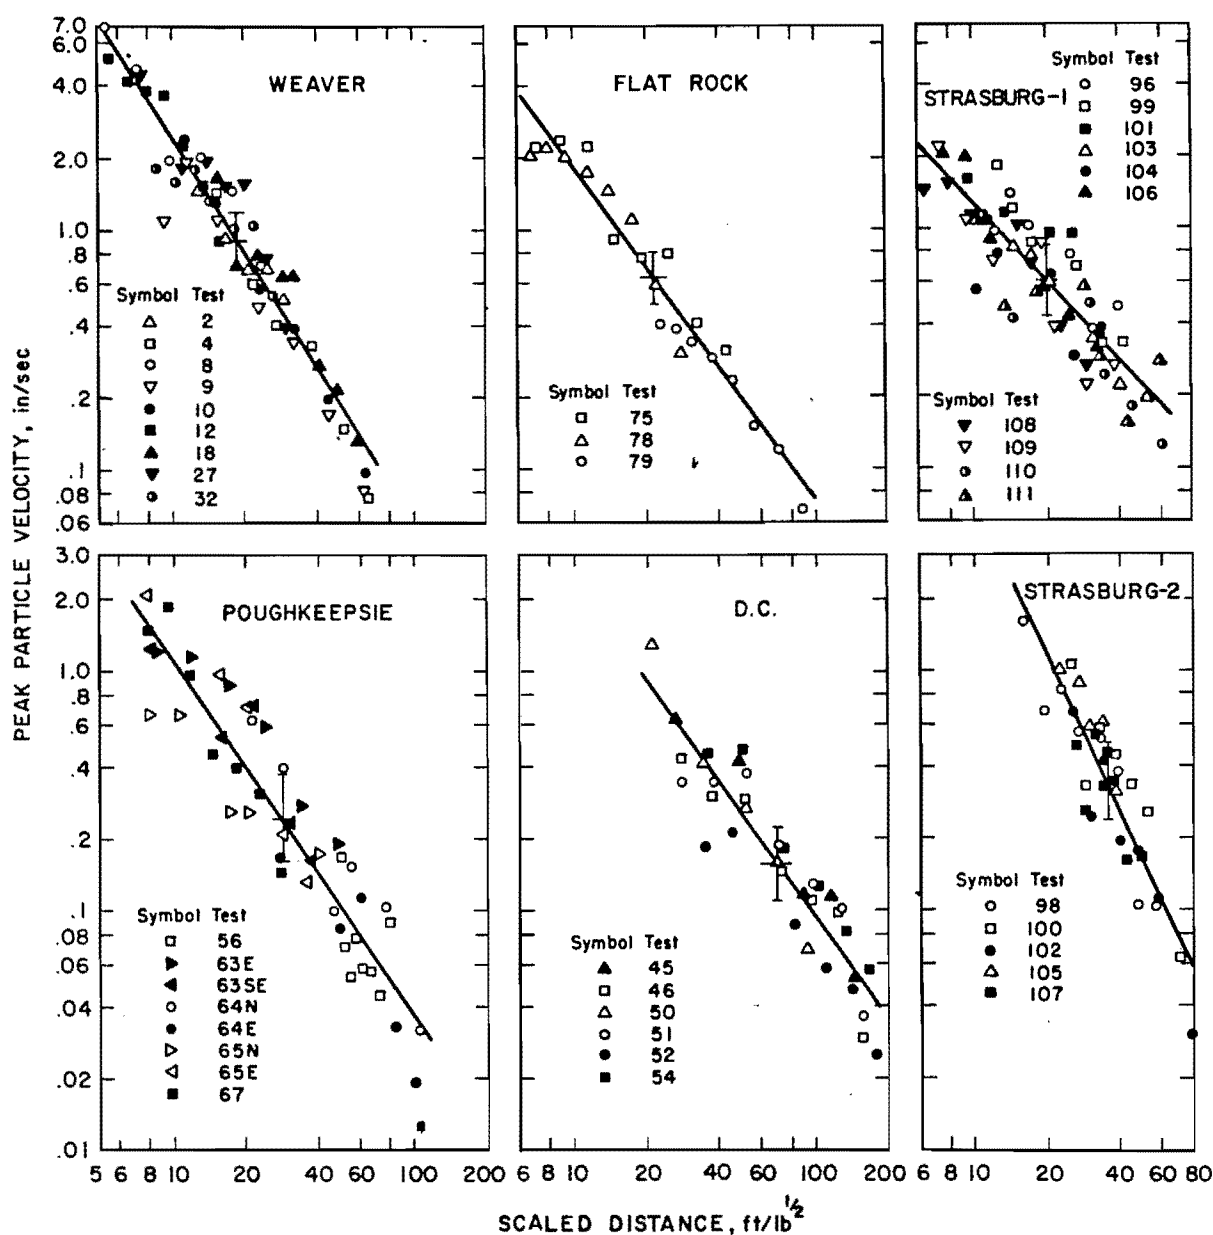 7.0
6.0
4.0
2.0
1.0
.8
.6
.4
.2
.1
.08
.06
WEAVER
Symbol Test
2
4
8
9
10
12
18
27
32
FLAT ROCK
Symbol Test
75
78
79
STRASBURG-1
Symbol Test
96
99
101
103
104
106
Symbol Test
108
109
110
111
PEAK PARTICLE VELOCITY, in/sec
3.0
2.0
1.0
.8
.6
.4
.2
.1
.08
.06
.04
.02
.01
POUGHKEEPSIE
Symbol Test
56
63E
63SE
64N
64E
65N
65E
67
D.C.
Symbol Test
45
46
50
51
52
54
STRASBURG-2
Symbol Test
98
100
102
105
107
5 6 8 10 20 40 60 100 200
6 8 10 20 40 60 100 200
6 8 10 20 40 60 80
SCALED DISTANCE, ft/lb 1/2